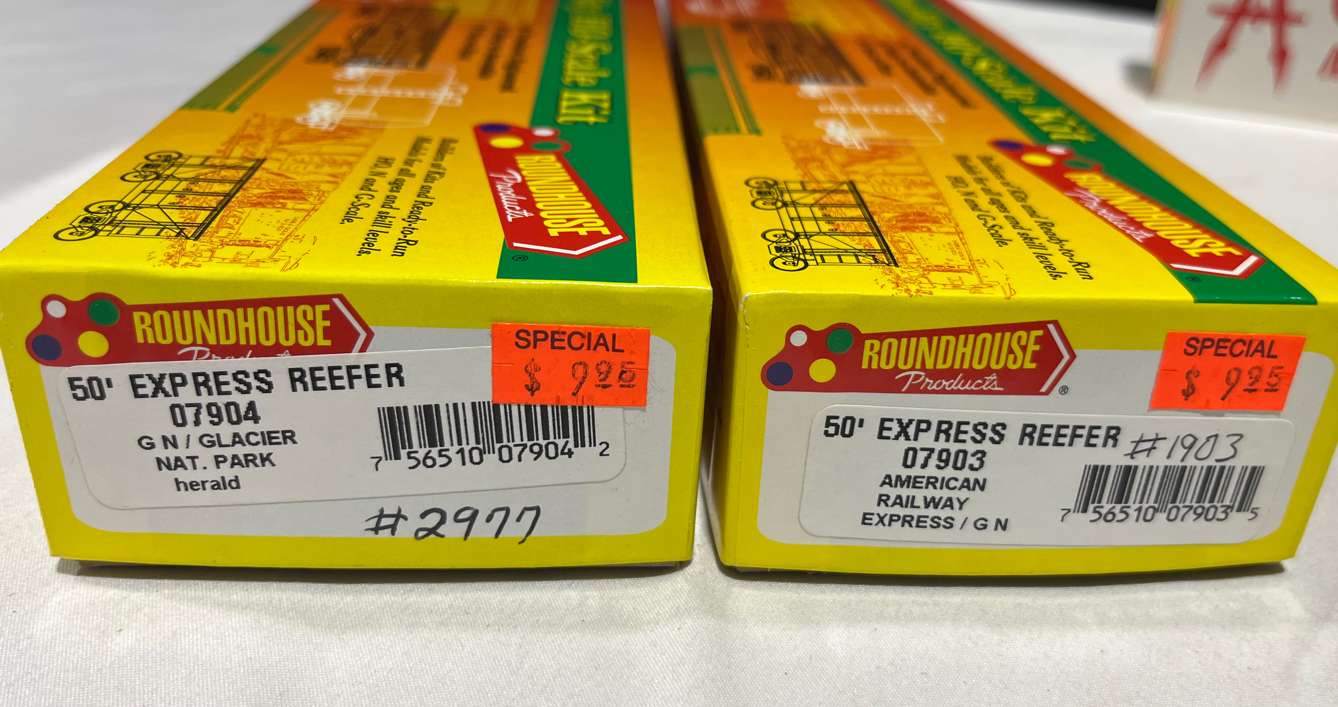 HO-Scale Kit
ROUNDHOUSE
Products
®
Builders of Kits and Ready-to-Run
Models for all ages and skill levels.
HO, N and G-Scale.
ROUNDHOUSE
Products
SPECIAL
$ 9.95
50' EXPRESS REEFER
07904
G N / GLACIER
NAT. PARK
herald
7 56510 07904 2
#2977
HO-Scale Kit
ROUNDHOUSE
Products
Builders of Kits and Ready-to-Run
Models for all ages and skill levels.
HO, N and G-Scale.
ROUNDHOUSE
Products
®
SPECIAL
$ 9.95
50' EXPRESS REEFER
#1903
07903
AMERICAN
RAILWAY
EXPRESS / G N
7 56510 07903 5